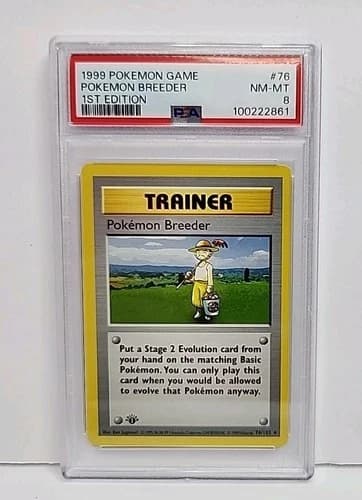 1999 POKEMON GAME #76
POKEMON BREEDER NM-MT
1ST EDITION 8
PSA 100222861
TRAINER
Pokémon Breeder
Put a Stage 2 Evolution card from
your hand on the matching Basic
Pokémon. You can only play this
card when you would be allowed
to evolve that Pokémon anyway.
76/102